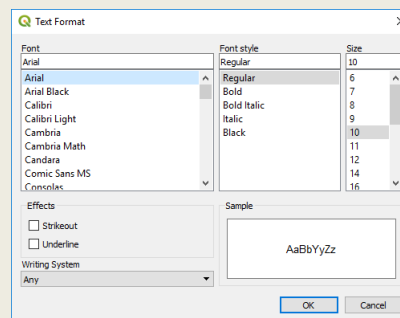 Text Format
Font
Font style
Size
Arial
Regular
10
Arial
Arial Black
Calibri
Calibri Light
Cambria
Cambria Math
Candara
Comic Sans MS
Consolas
Regular
Bold
Bold Italic
Italic
Black
6
7
8
9
10
11
12
14
16
Effects
Strikeout
Underline
Sample
AaBbYyZz
Writing System
Any
OK
Cancel